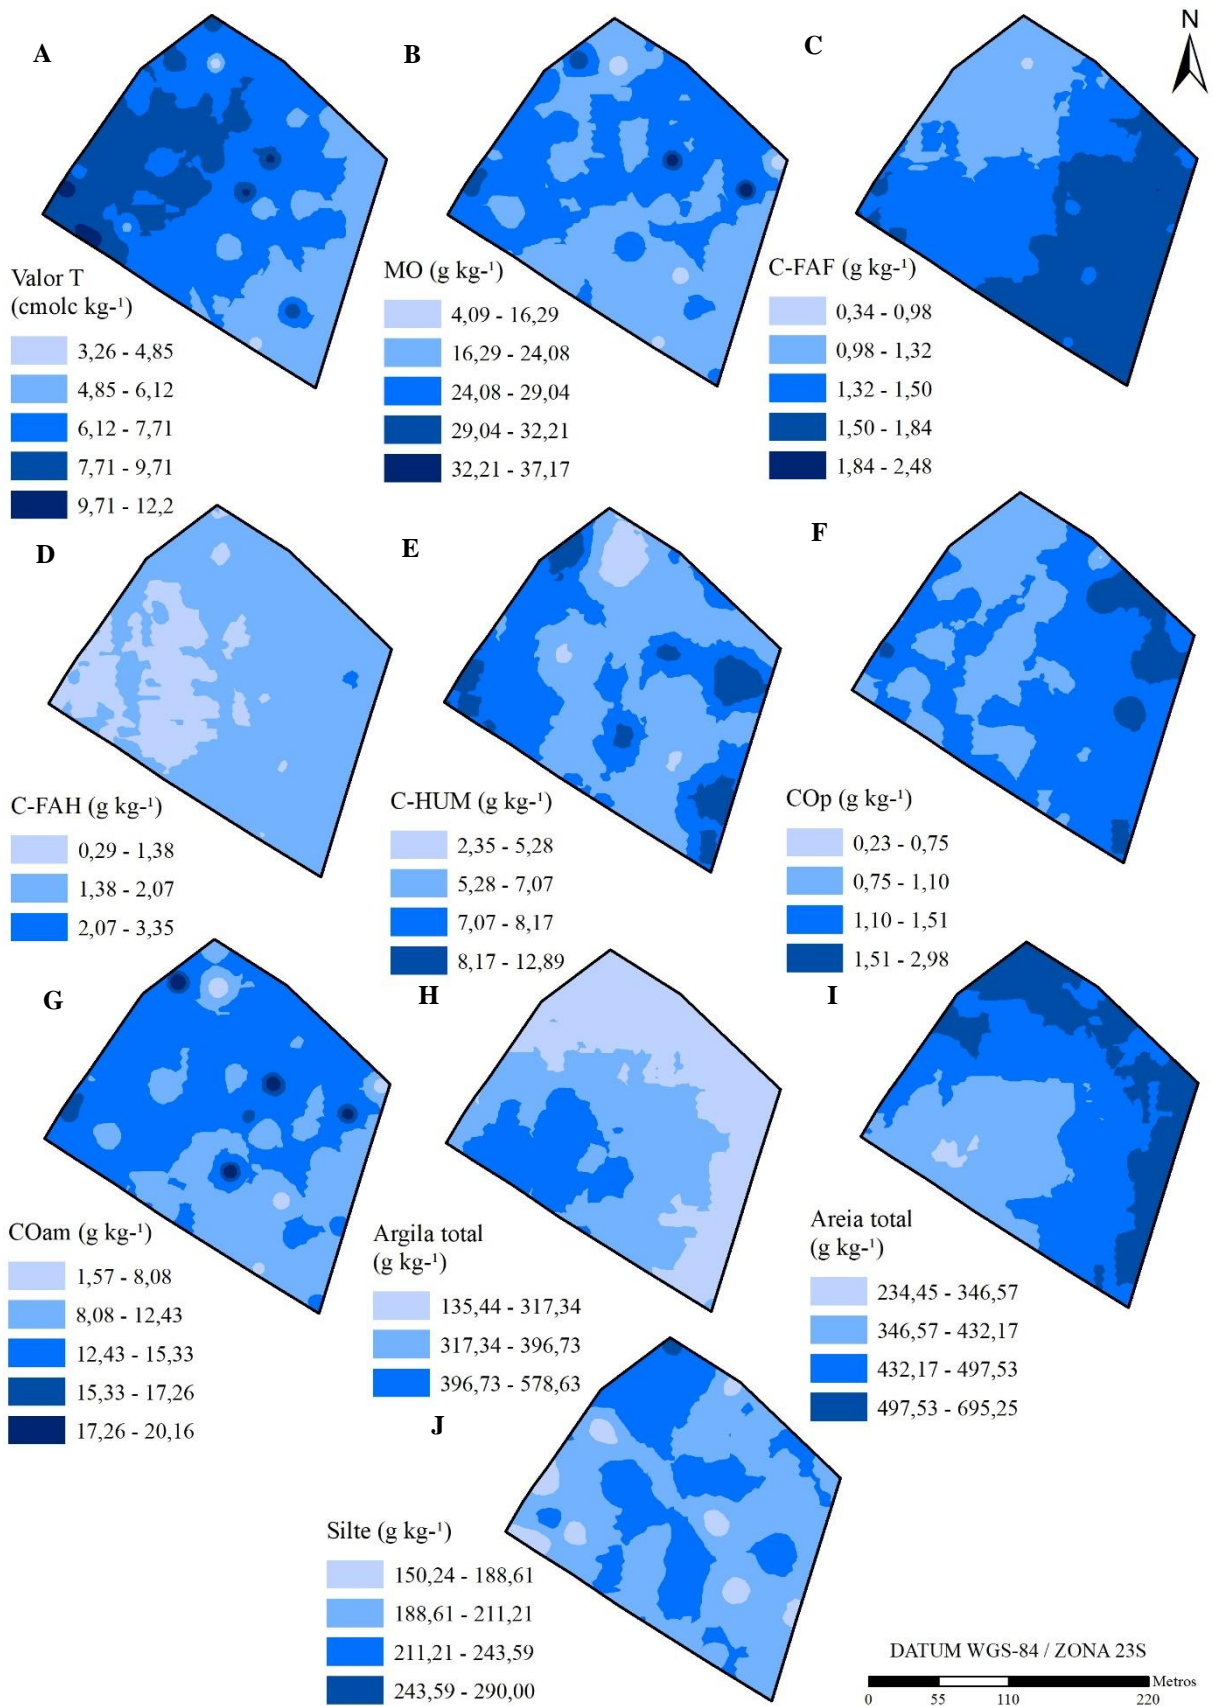 A
B
C
N
Valor T
(cmolc kg-¹)
3,26 - 4,85
4,85 - 6,12
6,12 - 7,71
7,71 - 9,71
9,71 - 12,2
MO (g kg-¹)
4,09 - 16,29
16,29 - 24,08
24,08 - 29,04
29,04 - 32,21
32,21 - 37,17
C-FAF (g kg-¹)
0,34 - 0,98
0,98 - 1,32
1,32 - 1,50
1,50 - 1,84
1,84 - 2,48
D
E
F
C-FAH (g kg-¹)
0,29 - 1,38
1,38 - 2,07
2,07 - 3,35
C-HUM (g kg-¹)
2,35 - 5,28
5,28 - 7,07
7,07 - 8,17
8,17 - 12,89
COp (g kg-¹)
0,23 - 0,75
0,75 - 1,10
1,10 - 1,51
1,51 - 2,98
G
H
I
COam (g kg-¹)
1,57 - 8,08
8,08 - 12,43
12,43 - 15,33
15,33 - 17,26
17,26 - 20,16
Argila total
(g kg-¹)
135,44 - 317,34
317,34 - 396,73
396,73 - 578,63
Areia total
(g kg-¹)
234,45 - 346,57
346,57 - 432,17
432,17 - 497,53
497,53 - 695,25
J
Silte (g kg-¹)
150,24 - 188,61
188,61 - 211,21
211,21 - 243,59
243,59 - 290,00
DATUM WGS-84 / ZONA 23S
Metros
0 55 110 220